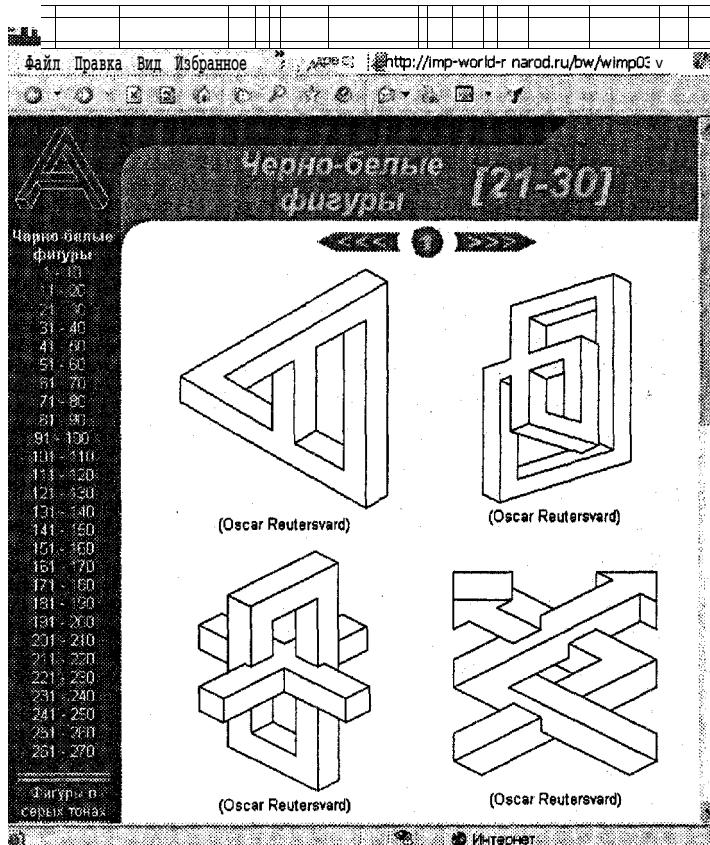 Файл Правка Вид Избранное »
http://imp-world-r narod.ru/bw/wimp03 v
Черно-белые
фигуры
[21-30]
<<< 1 >>>
Черно-белые
фигуры
1 - 10
11 - 20
21 - 30
31 - 40
41 - 50
51 - 60
61 - 70
71 - 80
81 - 90
91 - 100
101 - 110
111 - 120
121 - 130
131 - 140
141 - 150
151 - 160
161 - 170
171 - 180
181 - 190
191 - 200
201 - 210
211 - 220
221 - 230
231 - 240
241 - 250
251 - 260
261 - 270
Фигуры в
серых тонах
(Oscar Reutersvard)
(Oscar Reutersvard)
(Oscar Reutersvard)
(Oscar Reutersvard)
Интернет